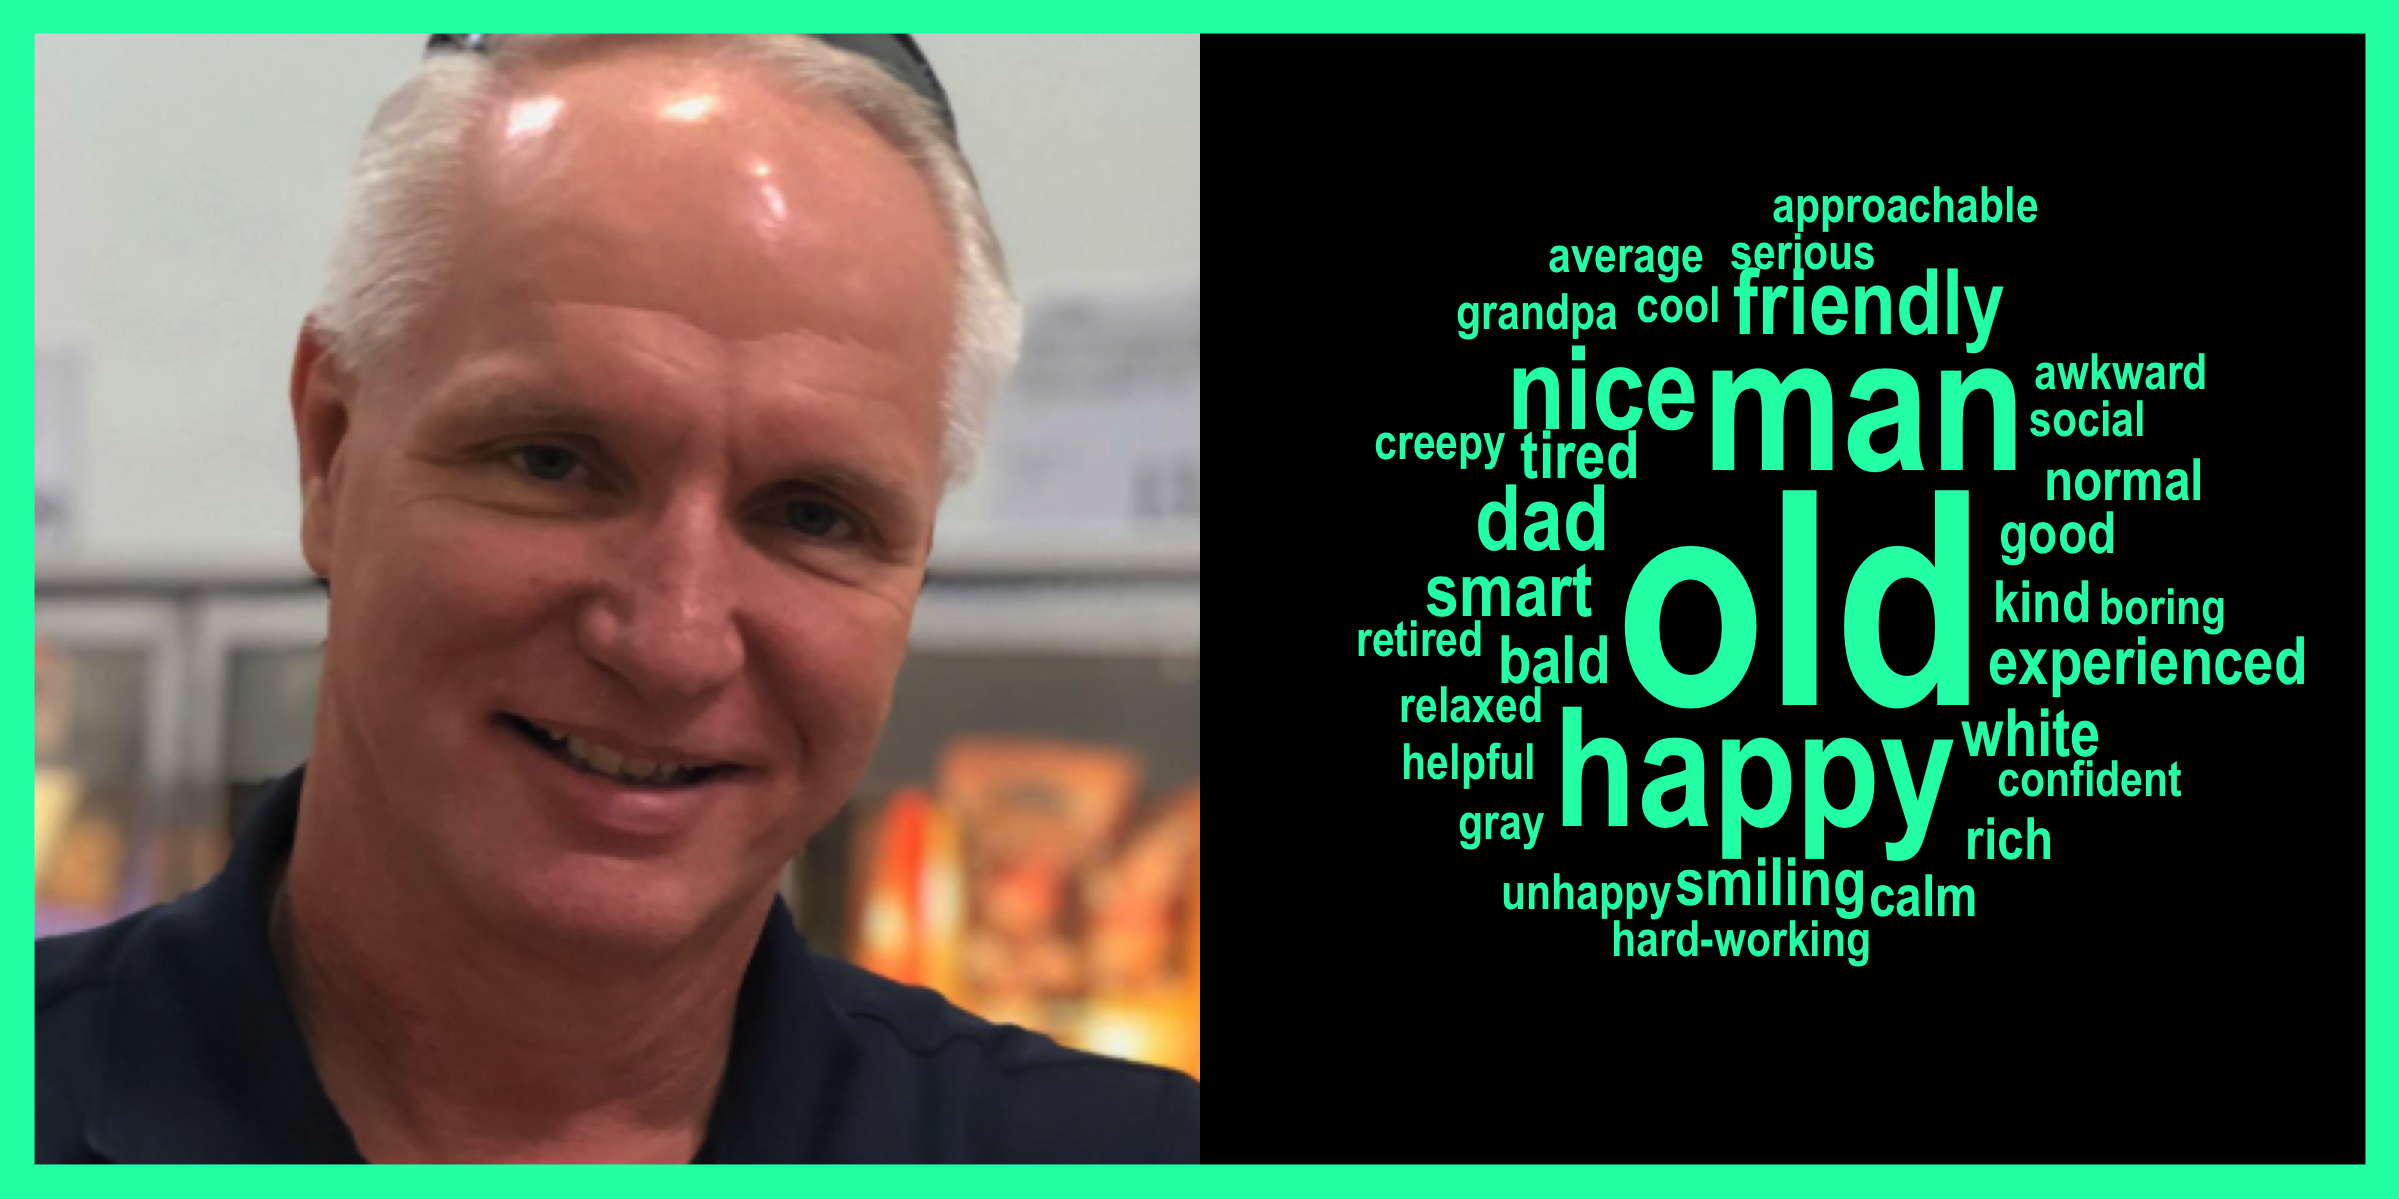 approachable
average serious
grandpa cool friendly
nice man awkward
social
creepy tired
normal
dad old good
smart kind boring
retired bald experienced
relaxed happy white
helpful confident
gray rich
unhappy smiling calm
hard-working